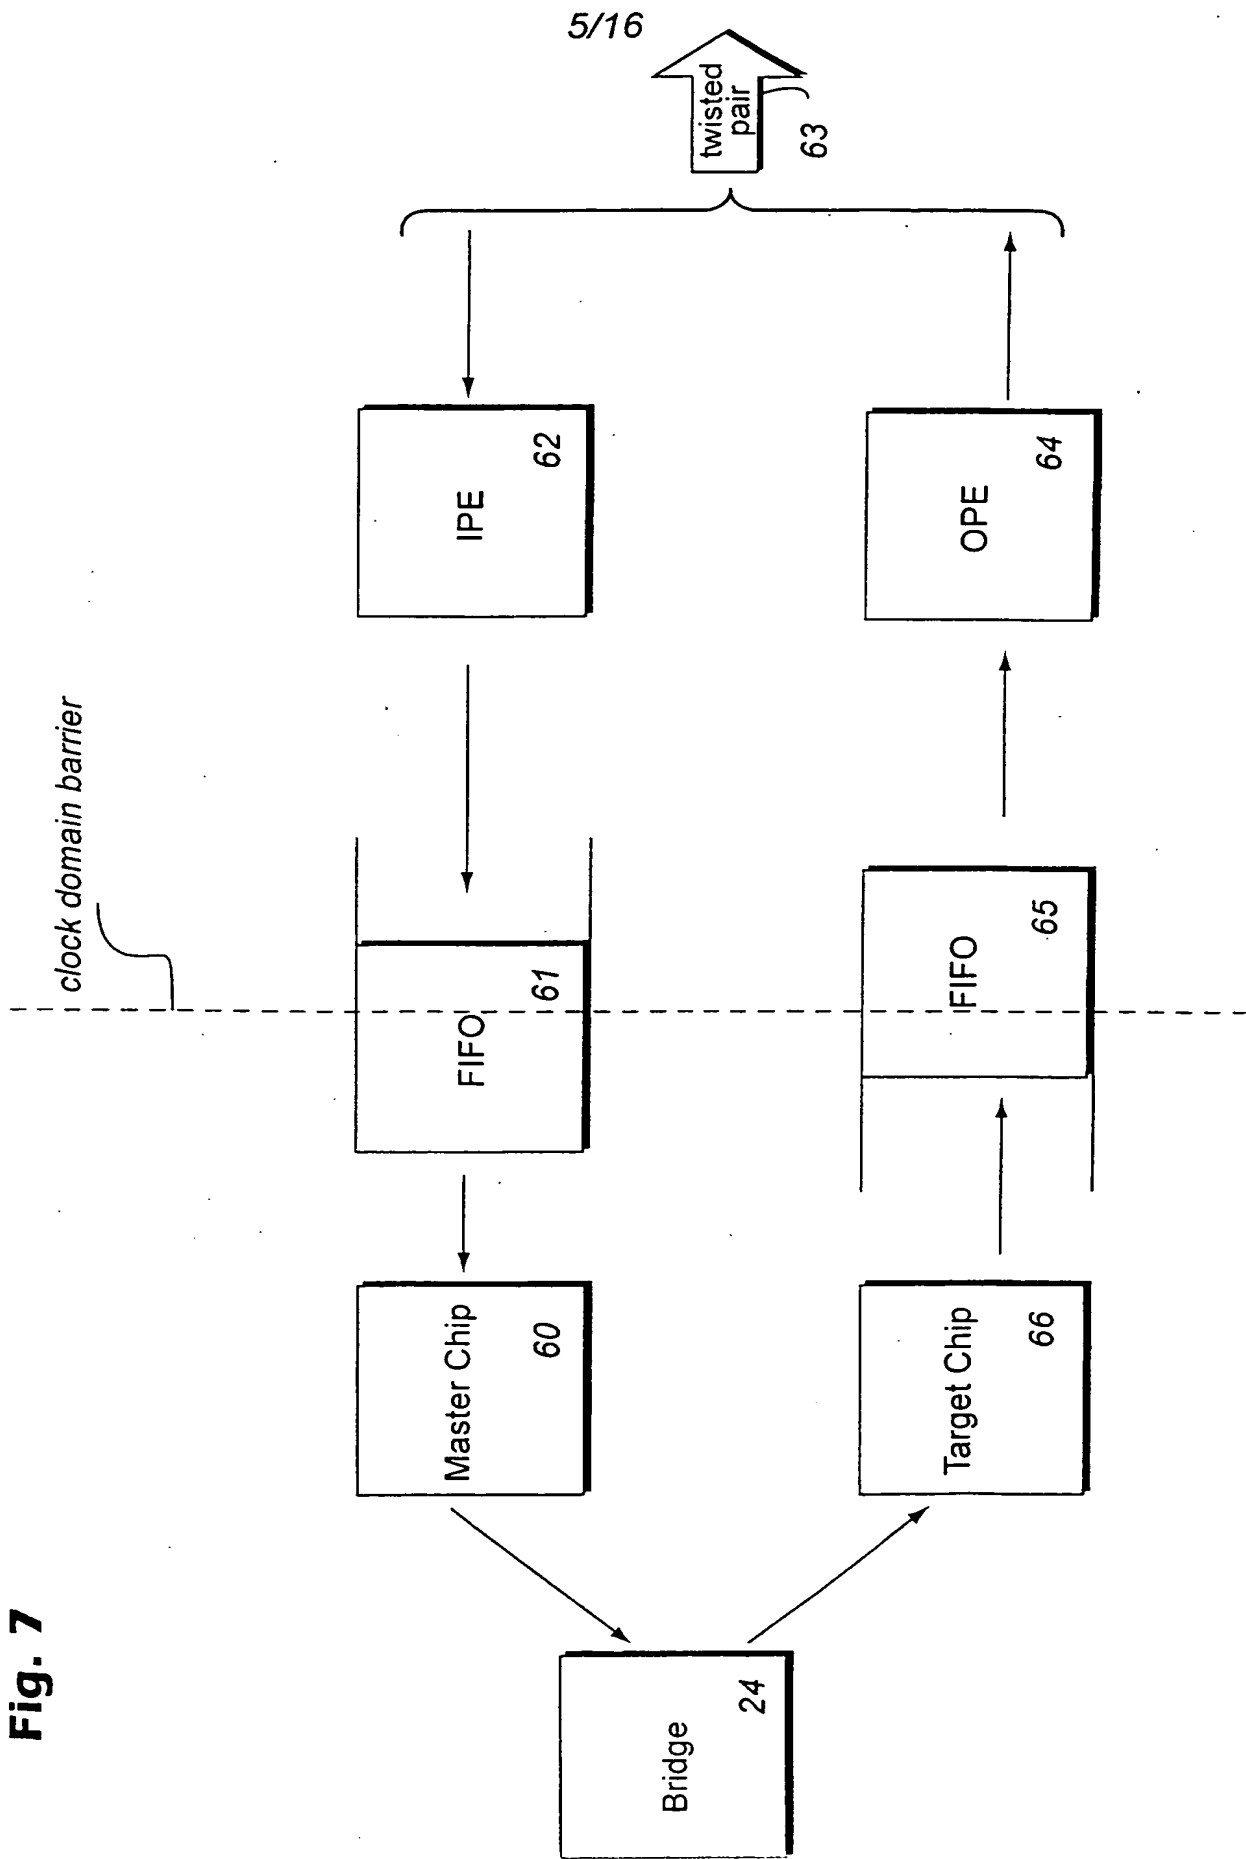 5/16
Fig. 7
clock domain barrier
twisted
pair
63
IPE
62
FIFO
61
Master Chip
60
Bridge
24
Target Chip
66
FIFO
65
OPE
64